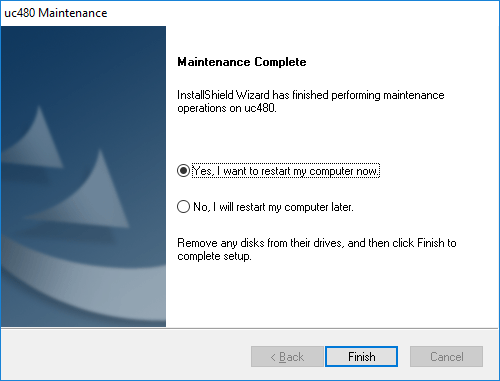 uc480 Maintenance
Maintenance Complete
InstallShield Wizard has finished performing maintenance
operations on uc480.
Yes, I want to restart my computer now.
No, I will restart my computer later.
Remove any disks from their drives, and then click Finish to
complete setup.
< Back Finish Cancel